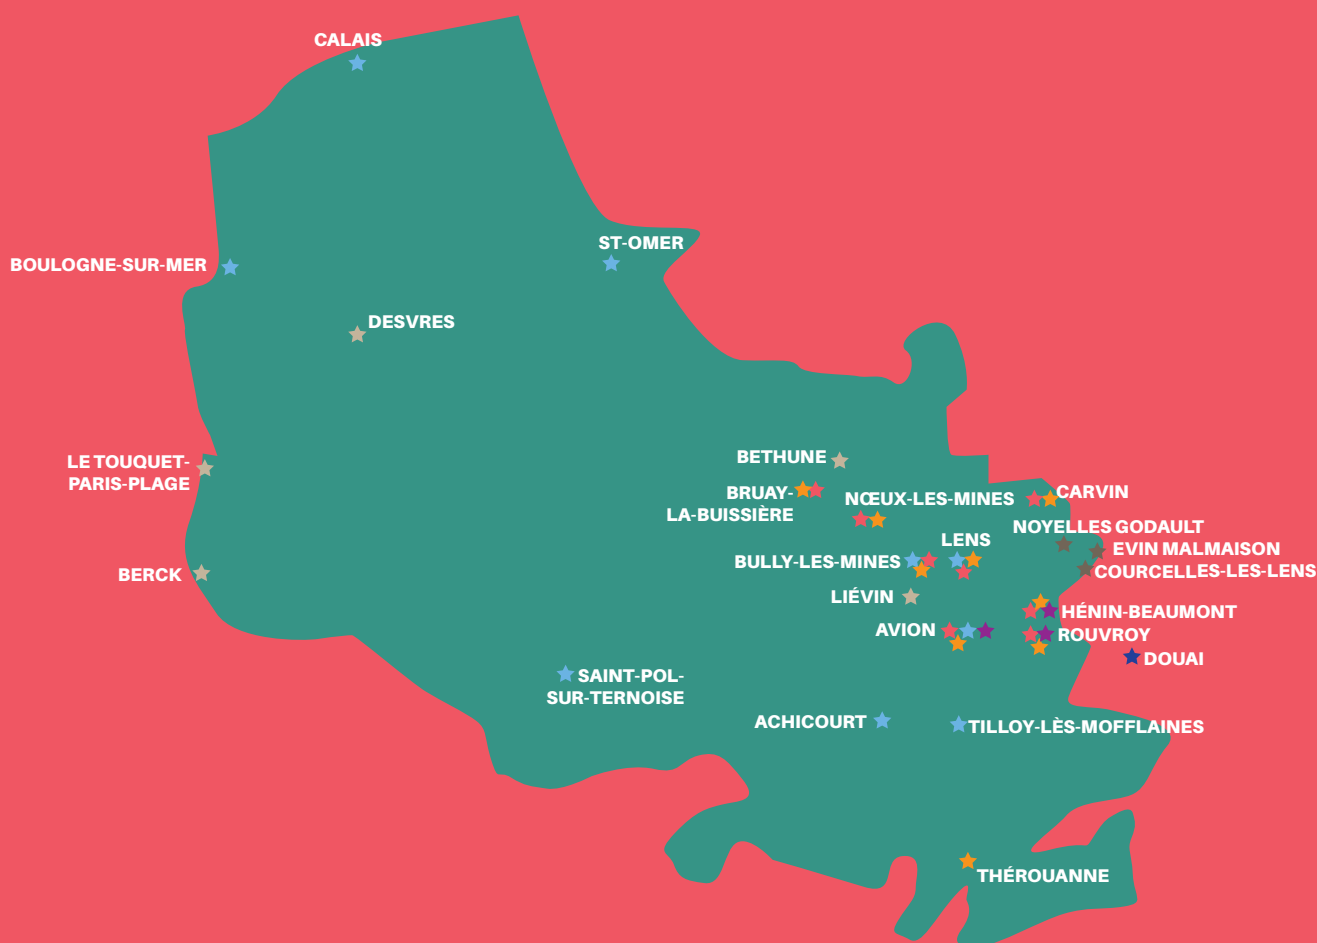 CALAIS
ST-OMER
BOULOGNE-SUR-MER
DESVRES
LE TOUQUET-
PARIS-PLAGE
BETHUNE
BRUAY-
LA-BUISSIÈRE
NŒUX-LES-MINES
CARVIN
NOYELLES GODAULT
LENS
EVIN MALMAISON
BULLY-LES-MINES
COURCELLES-LES-LENS
BERCK
LIÉVIN
HÉNIN-BEAUMONT
AVION
ROUVROY
DOUAI
SAINT-POL-
SUR-TERNOISE
ACHICOURT
TILLOY-LÈS-MOFFLAINES
THÉROUANNE